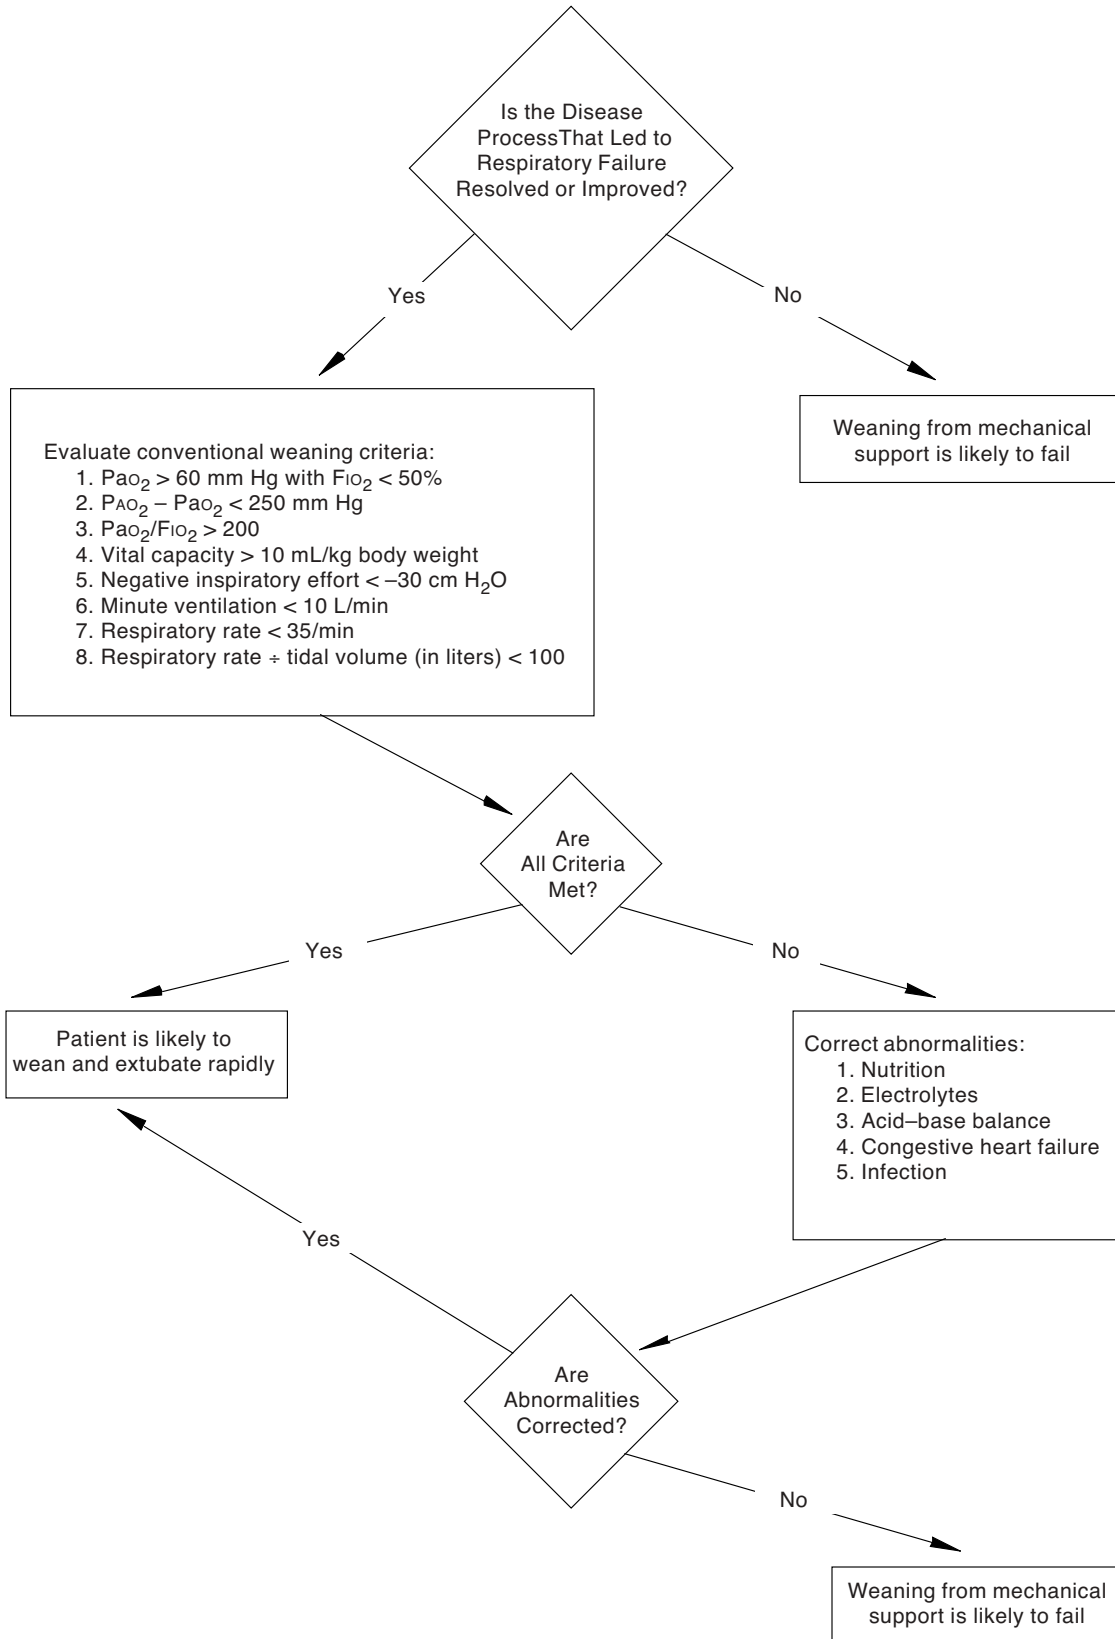 Is the Disease
ProcessThat Led to
Respiratory Failure
Resolved or Improved?
Yes
No
Evaluate conventional weaning criteria:
1. PaO₂ > 60 mm Hg with FIO₂ < 50%
2. PAO₂ – PaO₂ < 250 mm Hg
3. PaO₂/FIO₂ > 200
4. Vital capacity > 10 mL/kg body weight
5. Negative inspiratory effort < –30 cm H₂O
6. Minute ventilation < 10 L/min
7. Respiratory rate < 35/min
8. Respiratory rate ÷ tidal volume (in liters) < 100
Weaning from mechanical
support is likely to fail
Are
All Criteria
Met?
Yes
No
Patient is likely to
wean and extubate rapidly
Correct abnormalities:
1. Nutrition
2. Electrolytes
3. Acid–base balance
4. Congestive heart failure
5. Infection
Yes
Are
Abnormalities
Corrected?
No
Weaning from mechanical
support is likely to fail